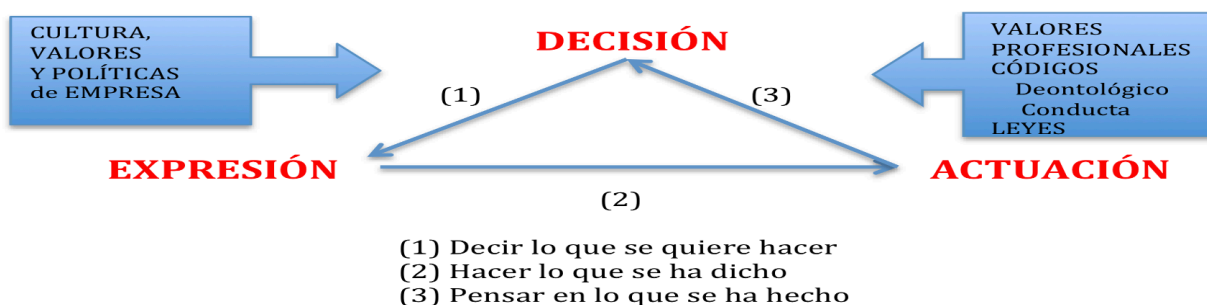 CULTURA,
VALORES
Y POLÍTICAS
de EMPRESA
DECISIÓN
VALORES
PROFESIONALES
CÓDIGOS
Deontológico
Conducta
LEYES
(1)
(3)
EXPRESIÓN
ACTUACIÓN
(2)
(1) Decir lo que se quiere hacer
(2) Hacer lo que se ha dicho
(3) Pensar en lo que se ha hecho